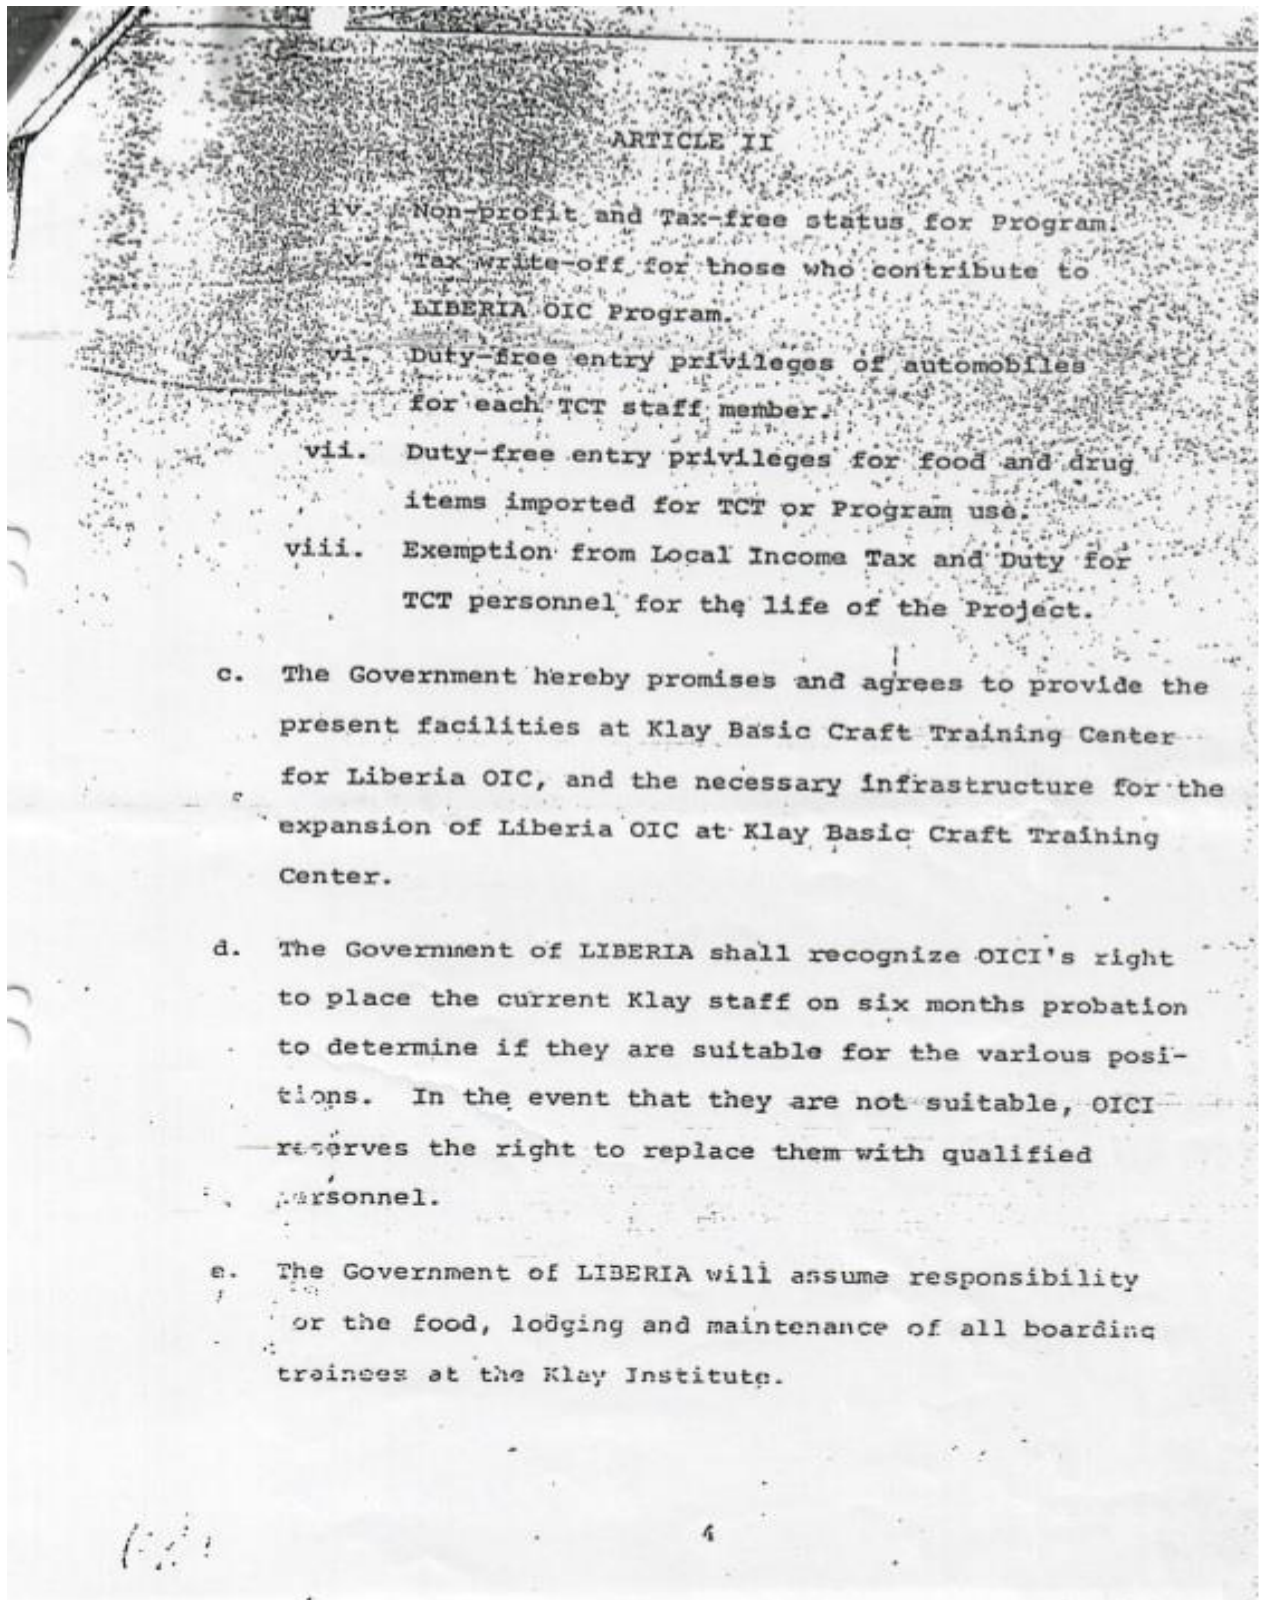 ARTICLE II
iv. Non-profit and Tax-free status for Program.
v. Tax write-off for those who contribute to
LIBERIA OIC Program.
vi. Duty-free entry privileges of automobiles
for each TCT staff member.
vii. Duty-free entry privileges for food and drug
items imported for TCT or Program use.
viii. Exemption from Local Income Tax and Duty for
TCT personnel for the life of the Project.
c. The Government hereby promises and agrees to provide the
present facilities at Klay Basic Craft Training Center
for Liberia OIC, and the necessary infrastructure for the
expansion of Liberia OIC at Klay Basic Craft Training
Center.
d. The Government of LIBERIA shall recognize OICI's right
to place the current Klay staff on six months probation
to determine if they are suitable for the various posi-
tions. In the event that they are not suitable, OICI
reserves the right to replace them with qualified
personnel.
e. The Government of LIBERIA will assume responsibility
or the food, lodging and maintenance of all boarding
trainees at the Klay Institute.
4